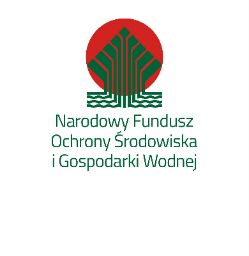 Narodowy Fundusz
Ochrony Środowiska
i Gospodarki Wodnej